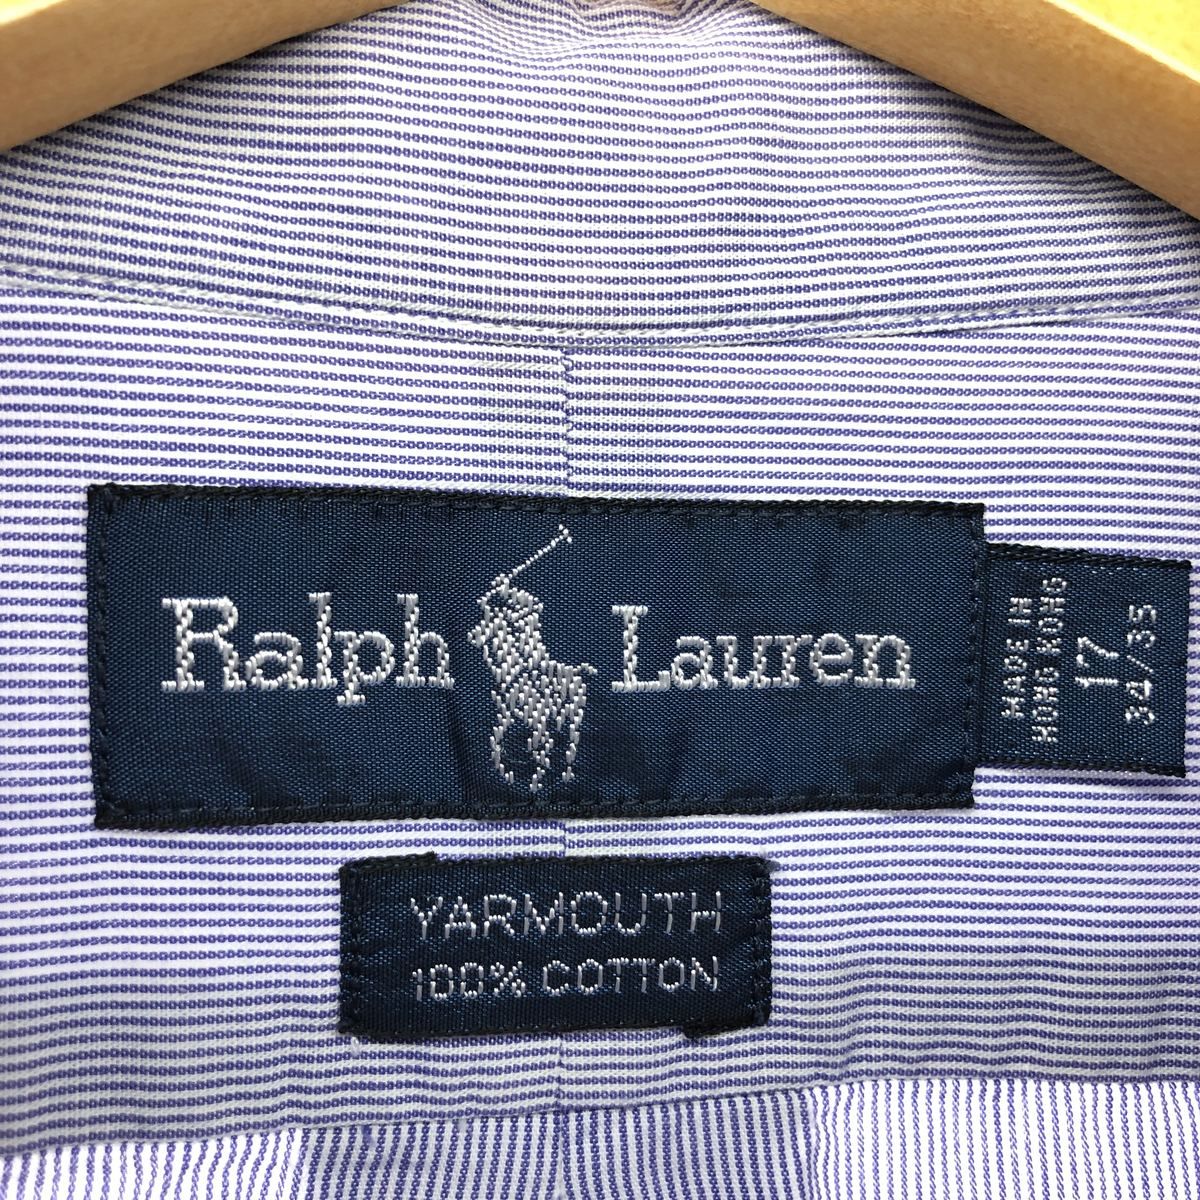 Ralph Lauren
MADE IN
HONG KONG
17
34/35
YARMOUTH
100% COTTON